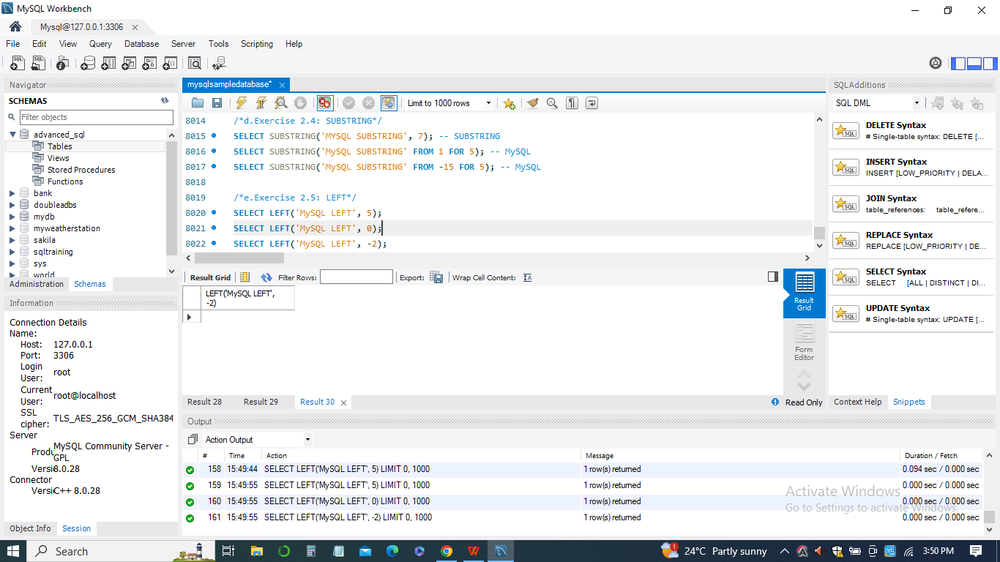 MySQL Workbench
Mysql@127.0.0.1:3306
File Edit View Query Database Server Tools Scripting Help
Navigator
SCHEMAS
Filter objects
advanced_sql
Tables
Views
Stored Procedures
Functions
bank
doubleadbs
mydb
myweatherstation
sakila
sqltraining
sys
world
Administration Schemas
Information
Connection Details
Name:
Host: 127.0.0.1
Port: 3306
Login
User: root
Current
User: root@localhost
SSL
cipher: TLS_AES_256_GCM_SHA384
Server
Produ MySQL Community Server -
GPL
Versi 8.0.28
Connector
Versi C++ 8.0.28
Object Info Session
mysqlsampledatabase*
Limit to 1000 rows
8014 /*d.Exercise 2.4: SUBSTRING*/
8015 SELECT SUBSTRING('MYSQL SUBSTRING', 7); -- SUBSTRING
8016 SELECT SUBSTRING('MySQL SUBSTRING' FROM 1 FOR 5); -- MySQL
8017 SELECT SUBSTRING('MySQL SUBSTRING' FROM -15 FOR 5); -- MySQL
8018
8019 /*e.Exercise 2.5: LEFT*/
8020 SELECT LEFT('MySQL LEFT', 5);
8021 SELECT LEFT('MySQL LEFT', 0);
8022 SELECT LEFT('MySQL LEFT', -2);
Result Grid Filter Rows: Export: Wrap Cell Content:
LEFT('MySQL LEFT',
-2)
Result
Grid
Form
Editor
Result 28 Result 29 Result 30
Read Only
Output
Action Output
# Time Action Message Duration / Fetch
158 15:49:44 SELECT LEFT('MySQL LEFT', 5) LIMIT 0, 1000 1 row(s) returned 0.094 sec / 0.000 sec
159 15:49:55 SELECT LEFT('MySQL LEFT', 5) LIMIT 0, 1000 1 row(s) returned 0.000 sec / 0.000 sec
160 15:49:55 SELECT LEFT('MySQL LEFT', 0) LIMIT 0, 1000 1 row(s) returned 0.000 sec / 0.000 sec
161 15:49:55 SELECT LEFT('MySQL LEFT', -2) LIMIT 0, 1000 1 row(s) returned 0.000 sec / 0.000 sec
SQLAdditions
SQL DML
DELETE Syntax
# Single-table syntax: DELETE [...
INSERT Syntax
INSERT [LOW_PRIORITY | DELA...
JOIN Syntax
table_references: table_refere...
REPLACE Syntax
REPLACE [LOW_PRIORITY | DE...
SELECT Syntax
SELECT [ALL | DISTINCT | DI...
UPDATE Syntax
# Single-table syntax: UPDATE [...
Context Help Snippets
Activate Windows
Go to Settings to activate Windows.
Search
24°C Partly sunny
3:50 PM